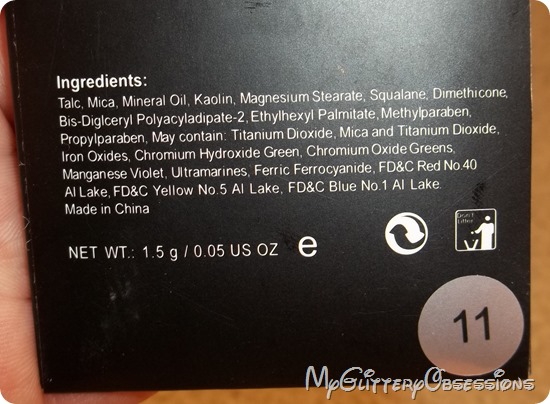 Ingredients:
Talc, Mica, Mineral Oil, Kaolin, Magnesium Stearate, Squalane, Dimethicone,
Bis-Diglceryl Polyacyladipate-2, Ethylhexyl Palmitate, Methylparaben,
Propylparaben, May contain: Titanium Dioxide, Mica and Titanium Dioxide,
Iron Oxides, Chromium Hydroxide Green, Chromium Oxide Greens,
Manganese Violet, Ultramarines, Ferric Ferrocyanide, FD&C Red No.40
Al Lake, FD&C Yellow No.5 Al Lake, FD&C Blue No.1 Al Lake.
Made in China
NET WT.: 1.5 g / 0.05 US OZ e
Don't
Litter
11
MyGlitteryObsessions